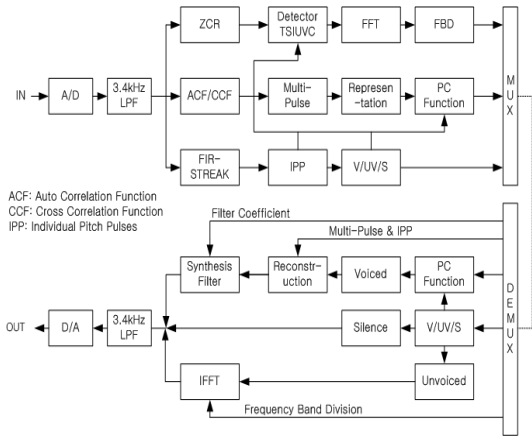 ZCR
Detector
TSIUVC
FFT
FBD
IN
A/D
3.4kHz
LPF
ACF/CCF
Multi-
Pulse
Represen
-tation
PC
Function
MUX
FIR-
STREAK
IPP
V/UV/S
ACF: Auto Correlation Function
CCF: Cross Correlation Function
IPP: Individual Pitch Pulses
Filter Coefficient
Multi-Pulse & IPP
Synthesis
Filter
Reconstr-
uction
Voiced
PC
Function
DEMUX
OUT
D/A
3.4kHz
LPF
Silence
V/UV/S
IFFT
Unvoiced
Frequency Band Division